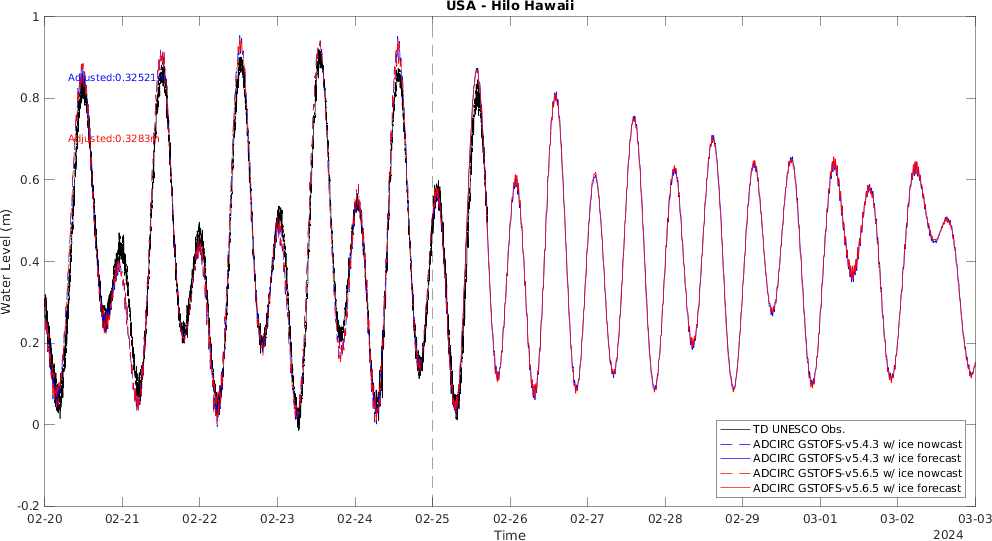 USA - Hilo Hawaii
1
0.8
0.6
0.4
0.2
0
-0.2
Water Level (m)
Adjusted:0.32521m
Adjusted:0.3283m
TD UNESCO Obs.
ADCIRC GSTOFS-v5.4.3 w/ ice nowcast
ADCIRC GSTOFS-v5.4.3 w/ ice forecast
ADCIRC GSTOFS-v5.6.5 w/ ice nowcast
ADCIRC GSTOFS-v5.6.5 w/ ice forecast
02-20 02-21 02-22 02-23 02-24 02-25 02-26 02-27 02-28 02-29 03-01 03-02 03-03
Time
2024